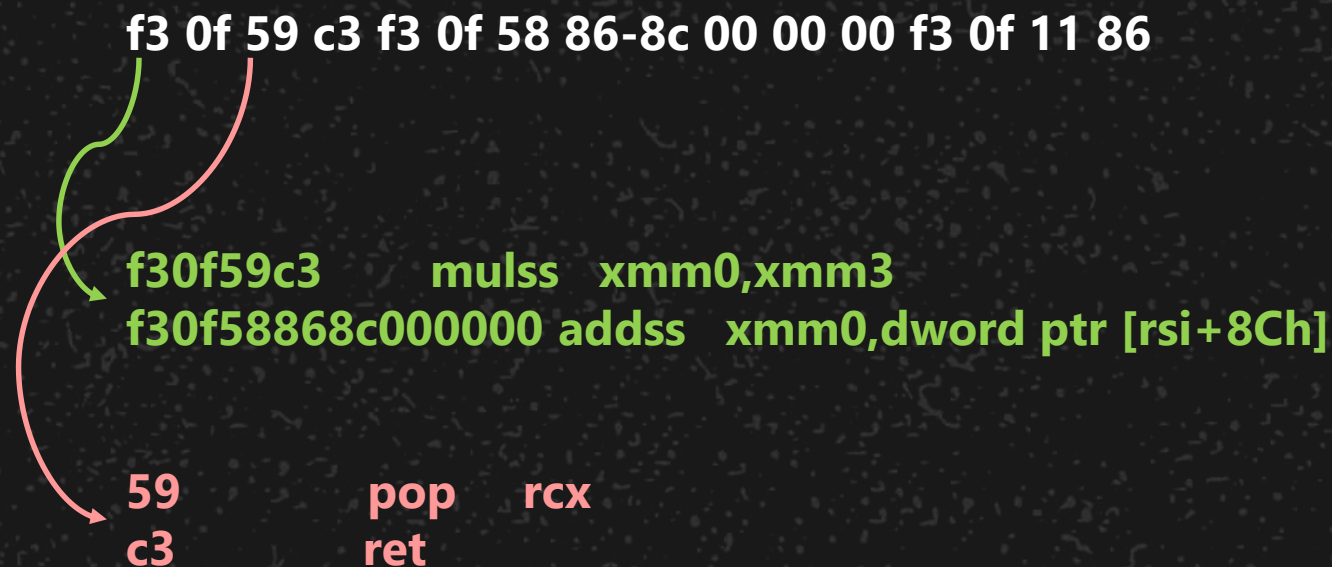 f3 0f 59 c3 f3 0f 58 86-8c 00 00 00 f3 0f 11 86
f30f59c3 mulss xmm0,xmm3
f30f58868c000000 addss xmm0,dword ptr [rsi+8Ch]
59 pop rcx
c3 ret